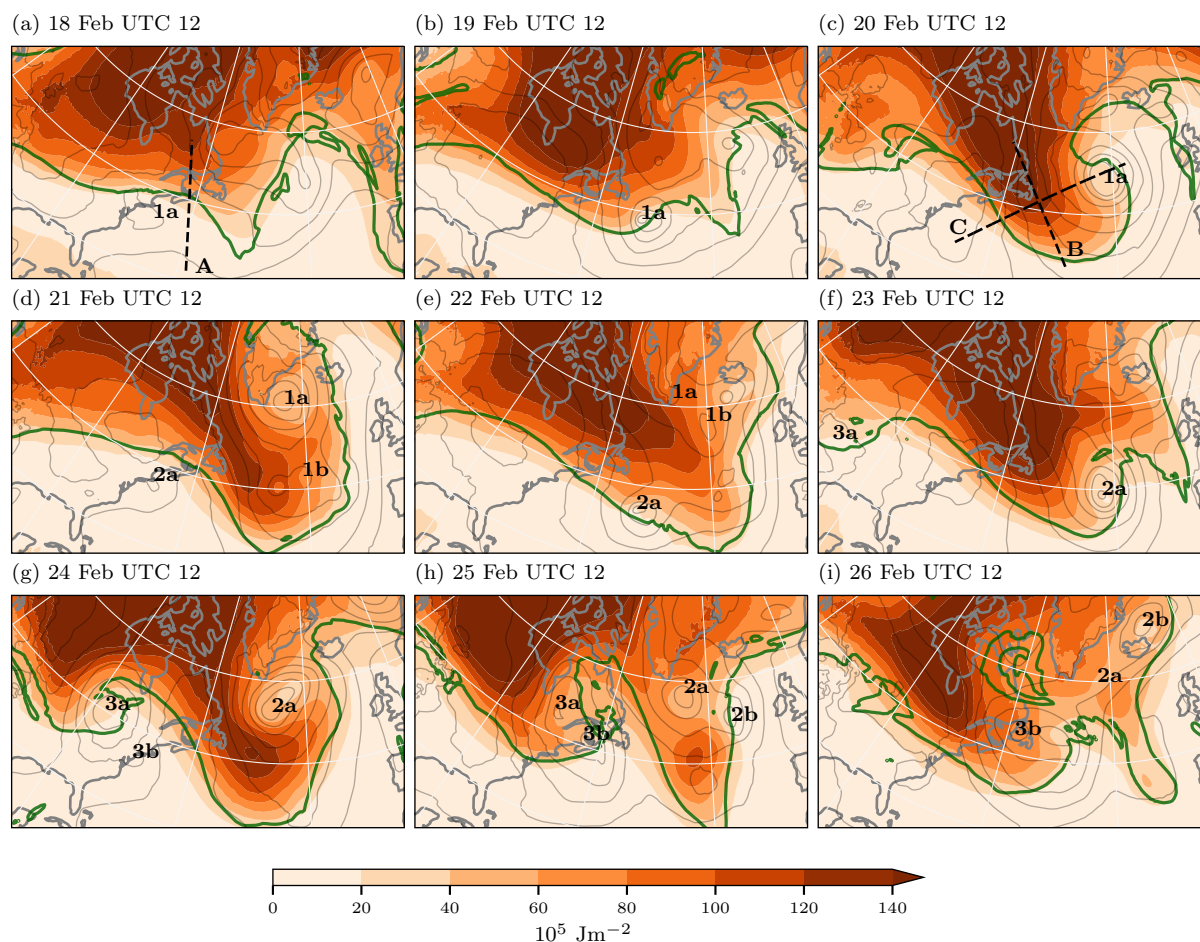 (a) 18 Feb UTC 12
(b) 19 Feb UTC 12
(c) 20 Feb UTC 12
1a
A
1a
1a
C
B
(d) 21 Feb UTC 12
(e) 22 Feb UTC 12
(f) 23 Feb UTC 12
1a
1b
2a
1a
1b
2a
3a
2a
(g) 24 Feb UTC 12
(h) 25 Feb UTC 12
(i) 26 Feb UTC 12
3a
2a
3b
3a
2a
2b
3b
2b
2a
3b
0 20 40 60 80 100 120 140
10⁵ Jm⁻²